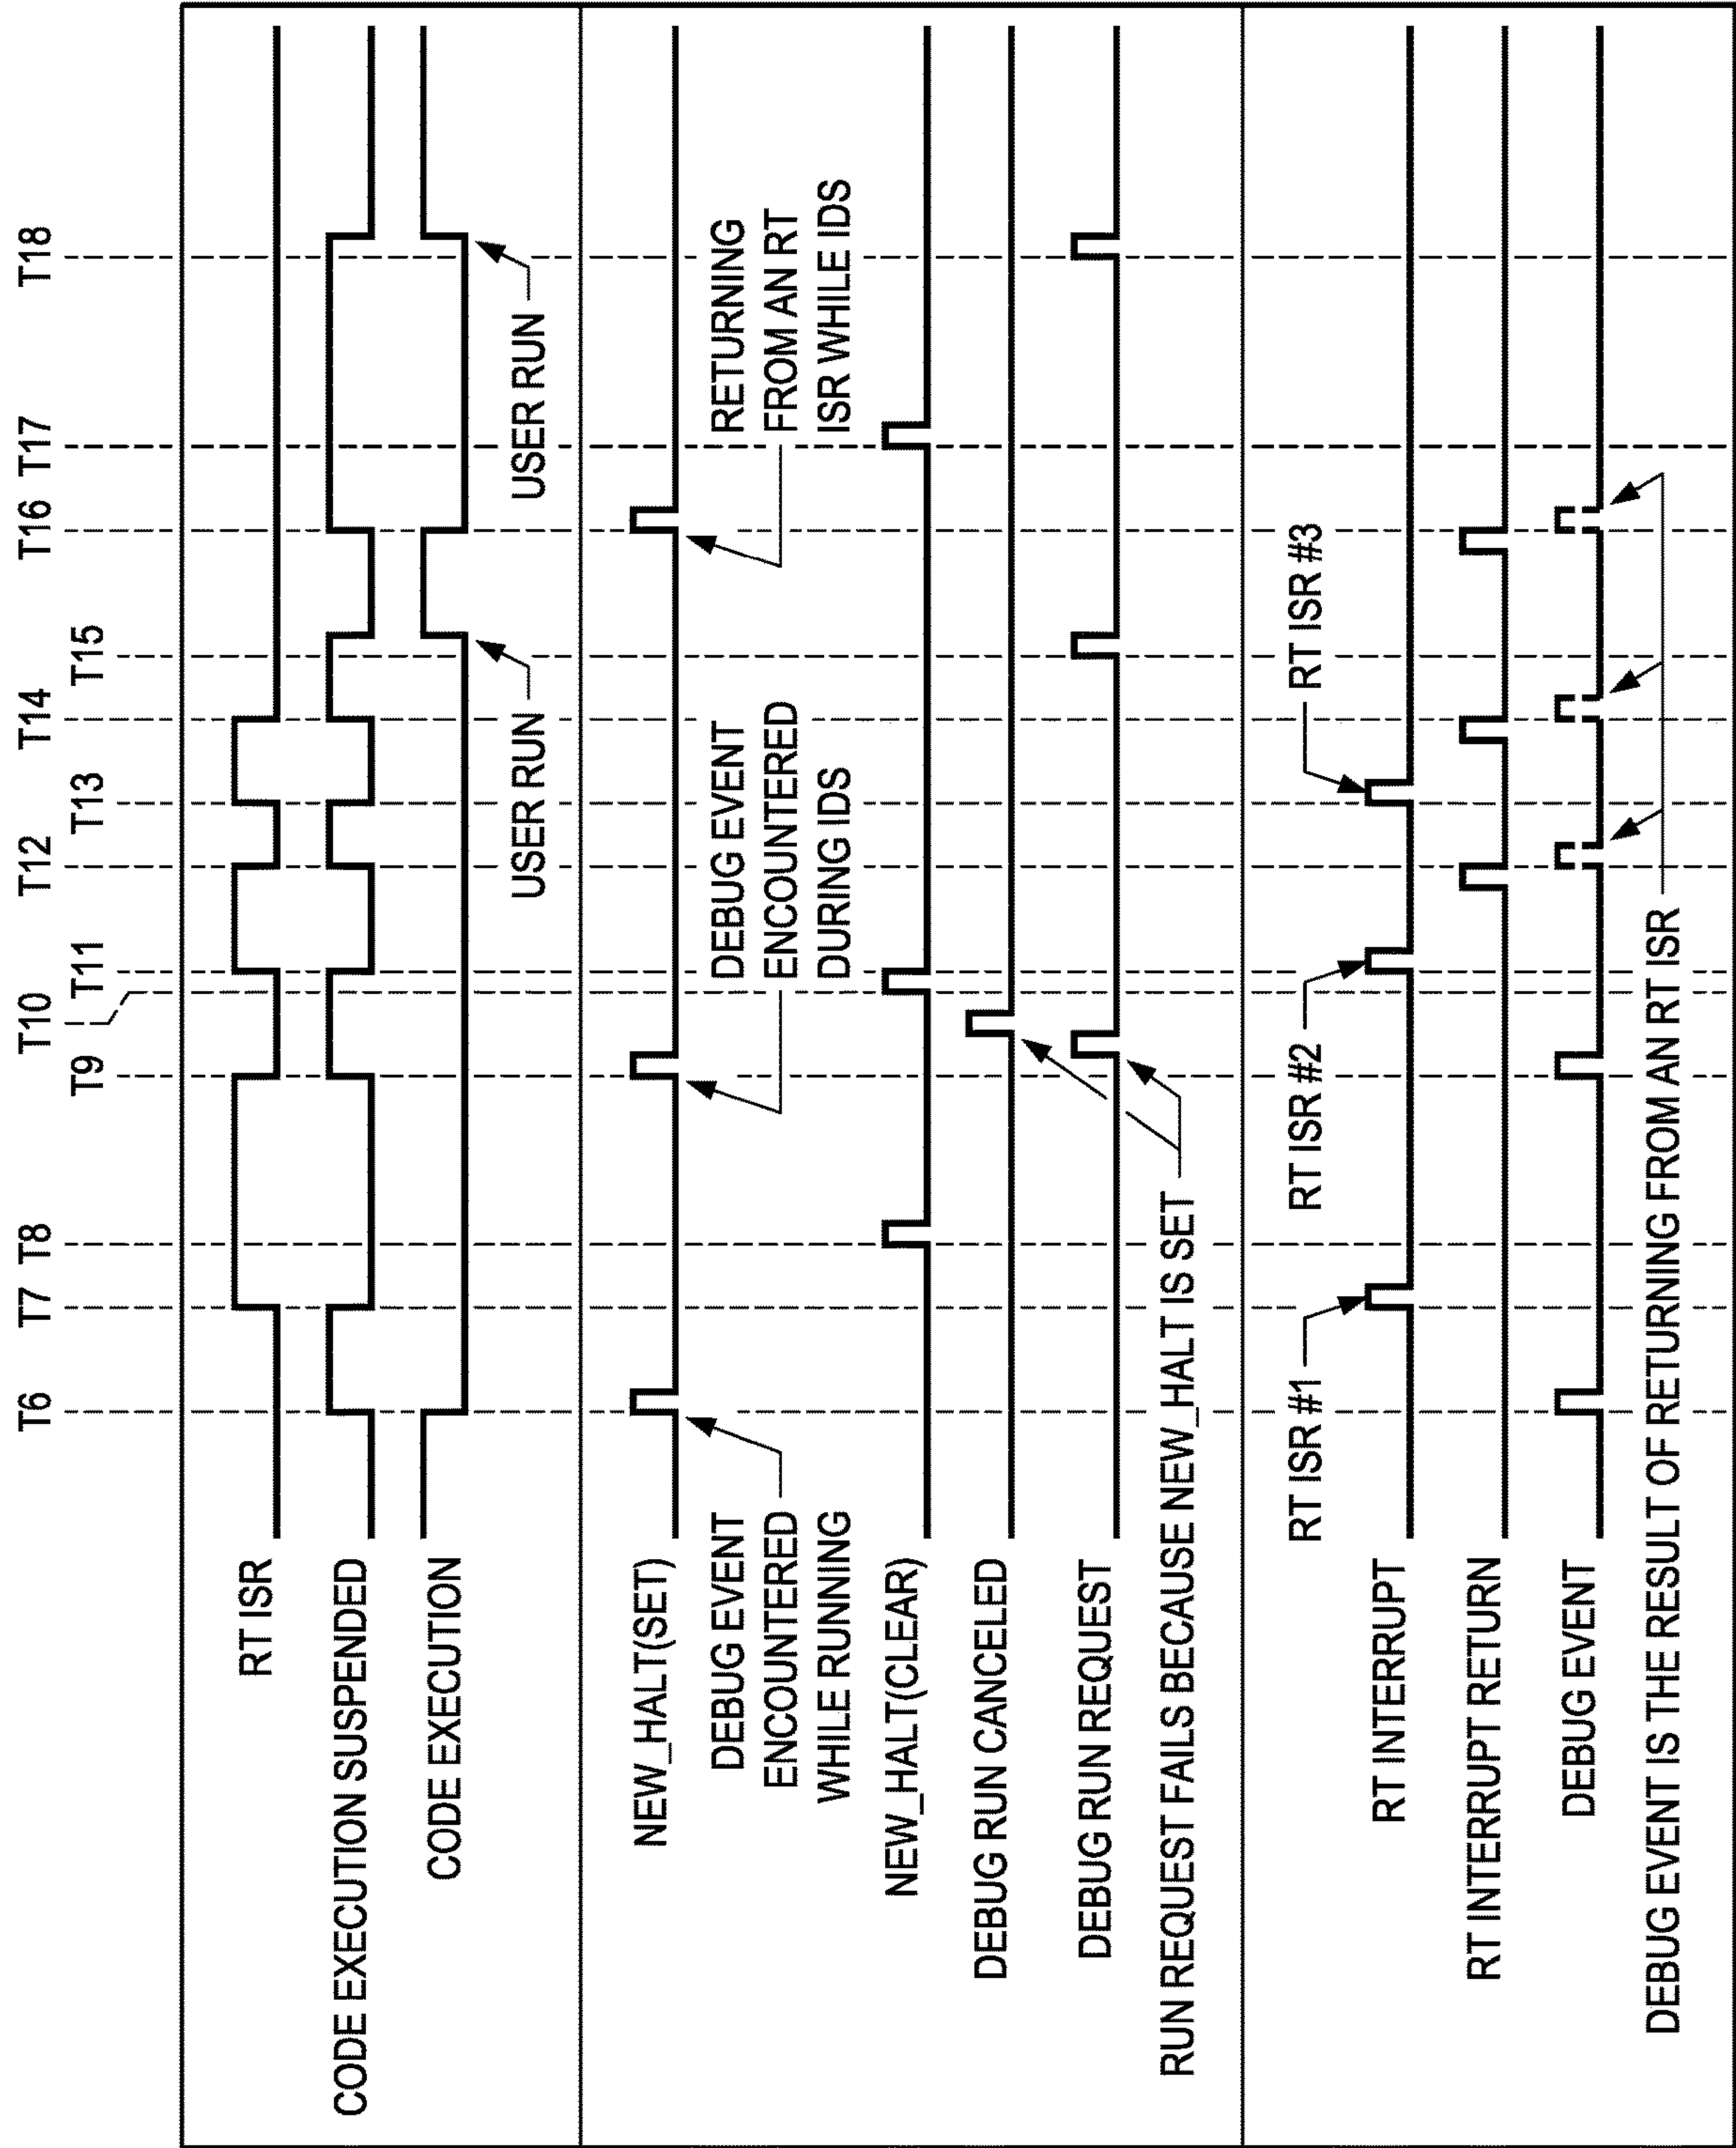 T6
T7
T8
T9
T10
T11
T12
T13
T14
T15
T16
T17
T18
RT ISR
CODE EXECUTION SUSPENDED
CODE EXECUTION
USER RUN
USER RUN
NEW_HALT(SET)
DEBUG EVENT
ENCOUNTERED
WHILE RUNNING
DEBUG EVENT
ENCOUNTERED
DURING IDS
RETURNING
FROM AN RT
ISR WHILE IDS
NEW_HALT(CLEAR)
DEBUG RUN CANCELED
DEBUG RUN REQUEST
RUN REQUEST FAILS BECAUSE NEW_HALT IS SET
RT ISR #1
RT ISR #2
RT ISR #3
RT INTERRUPT
RT INTERRUPT RETURN
DEBUG EVENT
DEBUG EVENT IS THE RESULT OF RETURNING FROM AN RT ISR